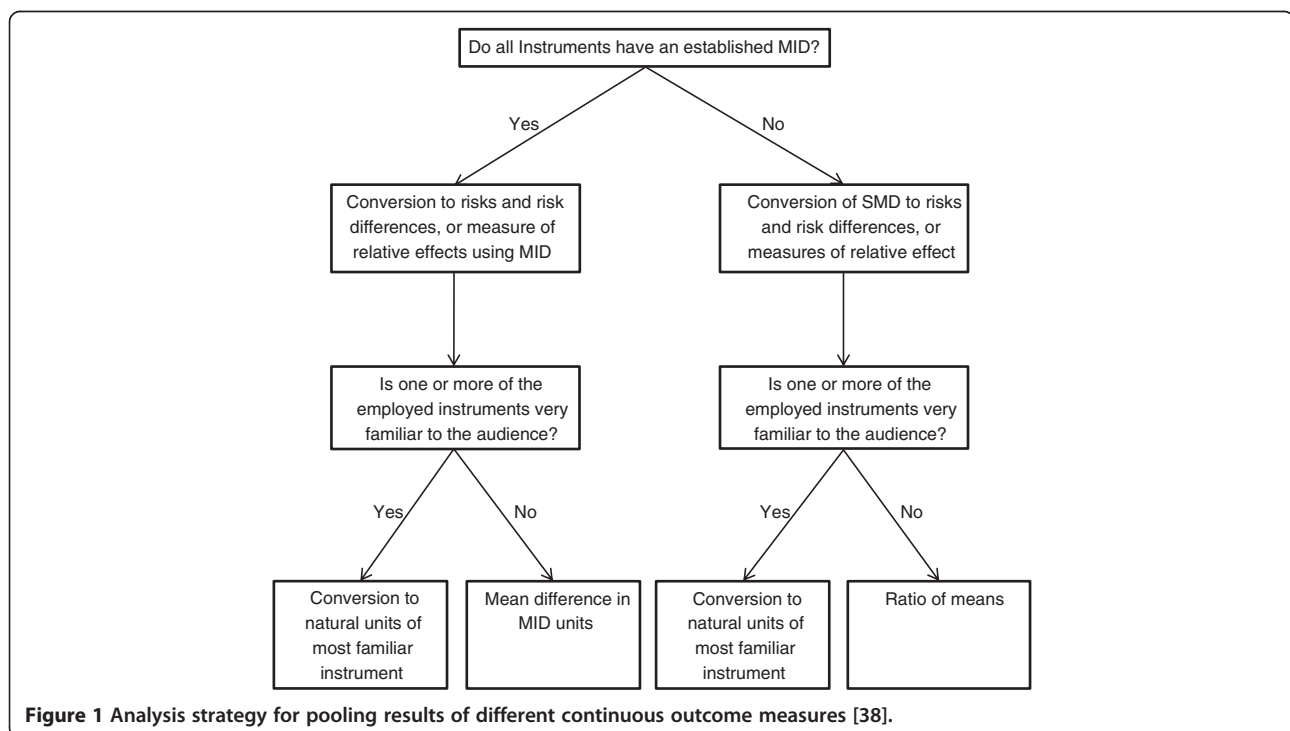 Do all Instruments have an established MID?
Yes
No
Conversion to risks and risk
differences, or measure of
relative effects using MID
Conversion of SMD to risks
and risk differences, or
measures of relative effect
Is one or more of the
employed instruments very
familiar to the audience?
Is one or more of the
employed instruments very
familiar to the audience?
Yes
No
Yes
No
Conversion to
natural units of
most familiar
instrument
Mean difference in
MID units
Conversion to
natural units of
most familiar
instrument
Ratio of means
Figure 1 Analysis strategy for pooling results of different continuous outcome measures [38].